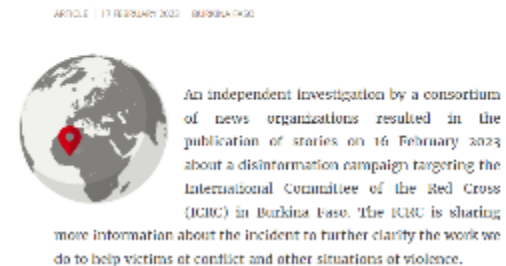 ARTICLE | 17 FEBRUARY 2023 | BURKINA FASO
An independent investigation by a consortium
of news organizations resulted in the
publication of stories on 16 February 2023
about a disinformation campaign targeting the
International Committee of the Red Cross
(ICRC) in Burkina Faso. The ICRC is sharing
more information about the incident to further clarify the work we
do to help victims of conflict and other situations of violence.